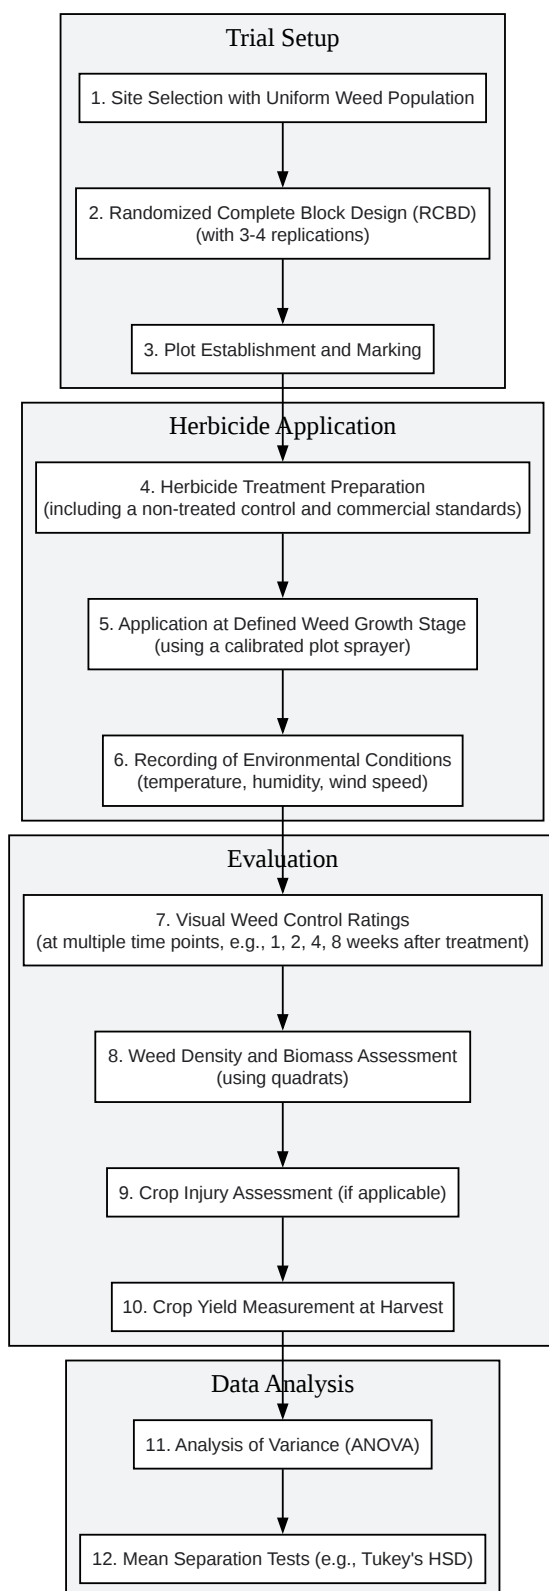 Trial Setup
1. Site Selection with Uniform Weed Population
2. Randomized Complete Block Design (RCBD)
(with 3-4 replications)
3. Plot Establishment and Marking
Herbicide Application
4. Herbicide Treatment Preparation
(including a non-treated control and commercial standards)
5. Application at Defined Weed Growth Stage
(using a calibrated plot sprayer)
6. Recording of Environmental Conditions
(temperature, humidity, wind speed)
Evaluation
7. Visual Weed Control Ratings
(at multiple time points, e.g., 1, 2, 4, 8 weeks after treatment)
8. Weed Density and Biomass Assessment
(using quadrats)
9. Crop Injury Assessment (if applicable)
10. Crop Yield Measurement at Harvest
Data Analysis
11. Analysis of Variance (ANOVA)
12. Mean Separation Tests (e.g., Tukey's HSD)